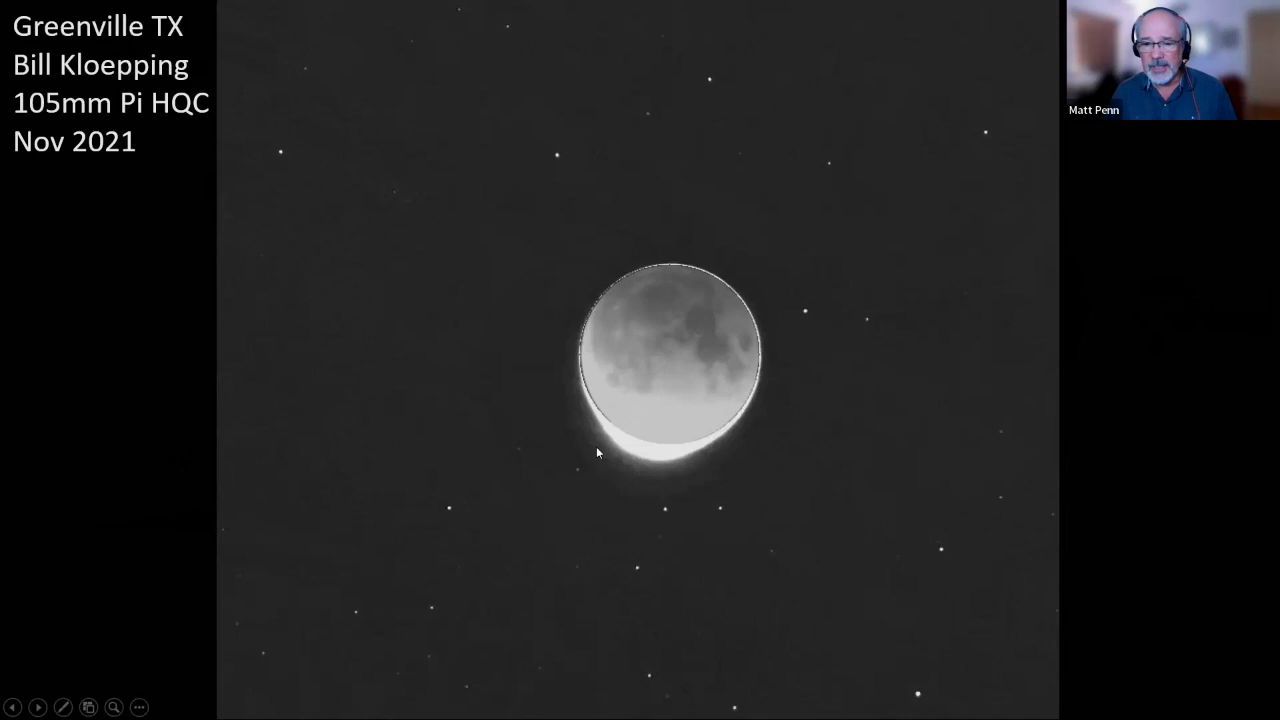 Greenville TX
Bill Kloepping
105mm Pi HQC
Nov 2021
Matt Penn